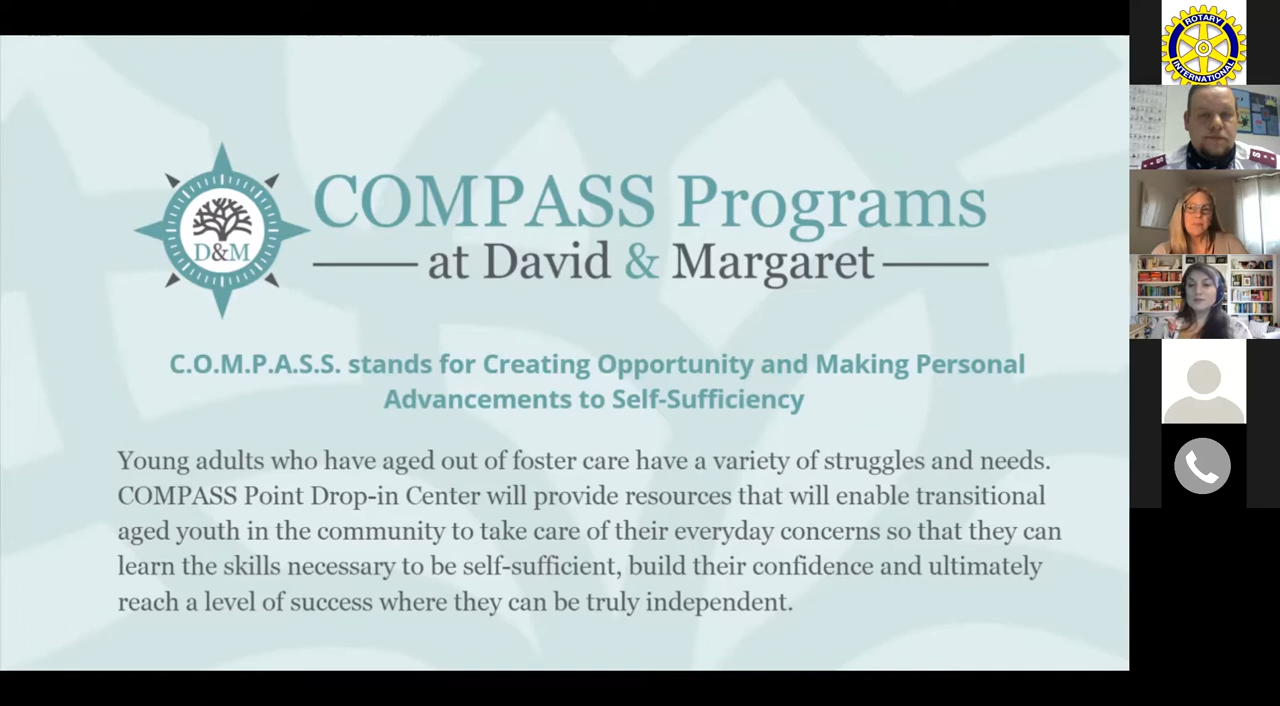 COMPASS Programs
at David & Margaret
D&M
C.O.M.P.A.S.S. stands for Creating Opportunity and Making Personal
Advancements to Self-Sufficiency
Young adults who have aged out of foster care have a variety of struggles and needs.
COMPASS Point Drop-in Center will provide resources that will enable transitional
aged youth in the community to take care of their everyday concerns so that they can
learn the skills necessary to be self-sufficient, build their confidence and ultimately
reach a level of success where they can be truly independent.
ROTARY
INTERNATIONAL
S
S